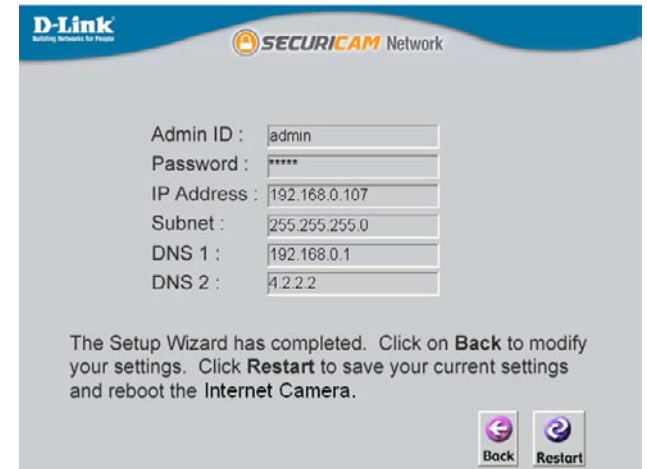 D-Link
Building Networks for People
SECURICAM Network
Admin ID : admin
Password : *****
IP Address : 192.168.0.107
Subnet : 255.255.255.0
DNS 1 : 192.168.0.1
DNS 2 : 4.2.2.2
The Setup Wizard has completed. Click on Back to modify
your settings. Click Restart to save your current settings
and reboot the Internet Camera.
Back Restart